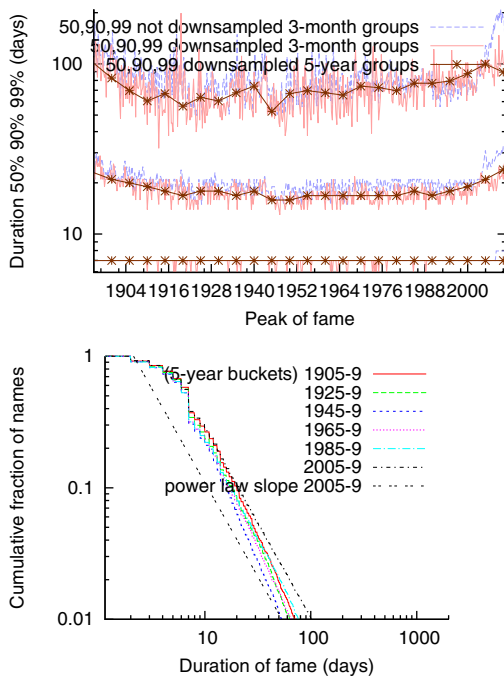 50,90,99 not downsampled 3-month groups
50,90,99 downsampled 3-month groups
50,90,99 downsampled 5-year groups
Duration 50% 90% 99% (days)
100
10
1904 1916 1928 1940 1952 1964 1976 1988 2000
Peak of fame
Cumulative fraction of names
1
0.1
0.01
(5-year buckets) 1905-9
1925-9
1945-9
1965-9
1985-9
2005-9
power law slope 2005-9
10 100 1000
Duration of fame (days)